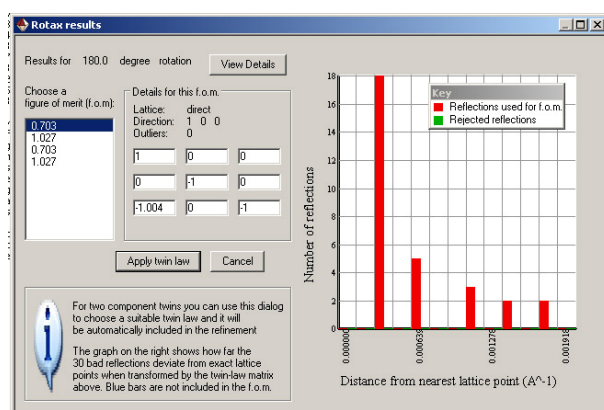 Rotax results
Results for 180.0 degree rotation
View Details
Choose a
figure of merit (f.o.m):
0.703
1.027
0.703
1.027
Details for this f.o.m.
Lattice: direct
Direction: 1 0 0
Outliers: 0
1 0 0
0 -1 0
-1.004 0 -1
Apply twin law
Cancel
For two component twins you can use this dialog
to choose a suitable twin law and it will
be automatically included in the refinement
The graph on the right shows how far the
30 bad reflections deviate from exact lattice
points when transformed by the twin-law matrix
above. Blue bars are not included in the f.o.m.
Key
Reflections used for f.o.m.
Rejected reflections
Number of reflections
18
16
14
12
10
8
6
4
2
0
0.000000
0.000639
0.001278
0.001918
Distance from nearest lattice point (A^-1)